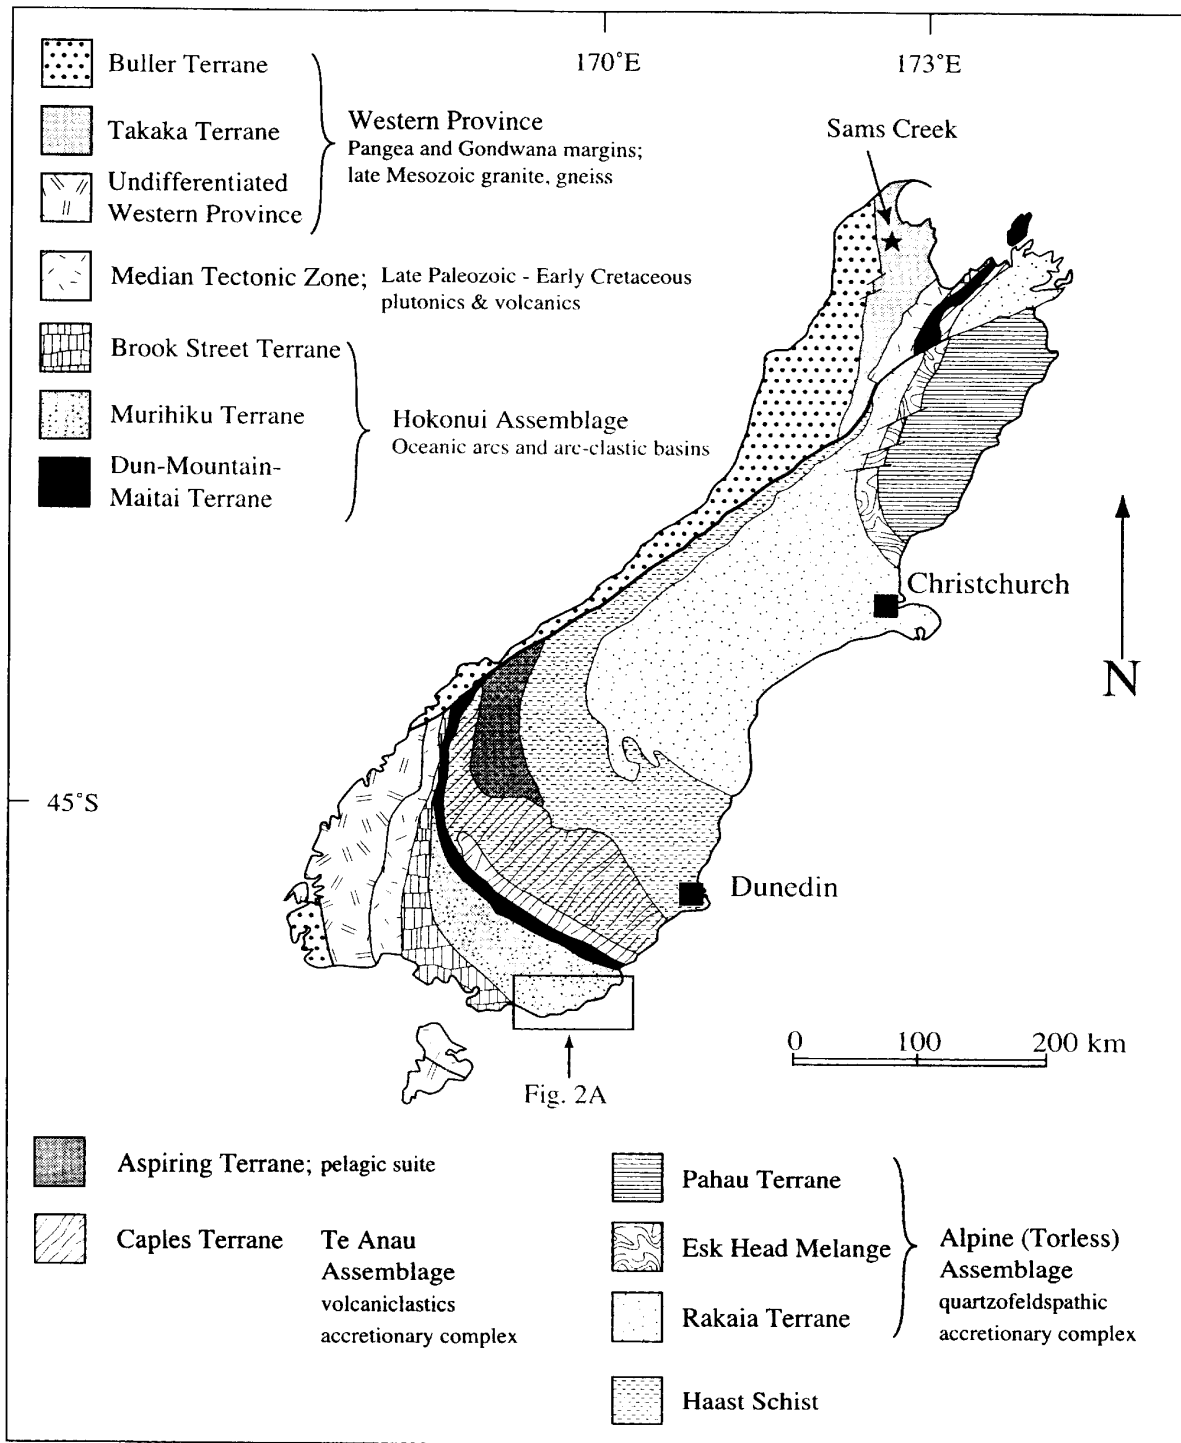 170°E
173°E
Buller Terrane
Takaka Terrane
Undifferentiated
Western Province
Western Province
Pangea and Gondwana margins;
late Mesozoic granite, gneiss
Sams Creek
Median Tectonic Zone; Late Paleozoic - Early Cretaceous
plutonics & volcanics
Brook Street Terrane
Murihiku Terrane
Dun-Mountain-
Maitai Terrane
Hokonui Assemblage
Oceanic arcs and arc-clastic basins
Christchurch
N
45°S
Dunedin
0 100 200 km
Fig. 2A
Aspiring Terrane; pelagic suite
Caples Terrane
Te Anau
Assemblage
volcaniclastics
accretionary complex
Pahau Terrane
Esk Head Melange
Rakaia Terrane
Alpine (Torless)
Assemblage
quartzofeldspathic
accretionary complex
Haast Schist